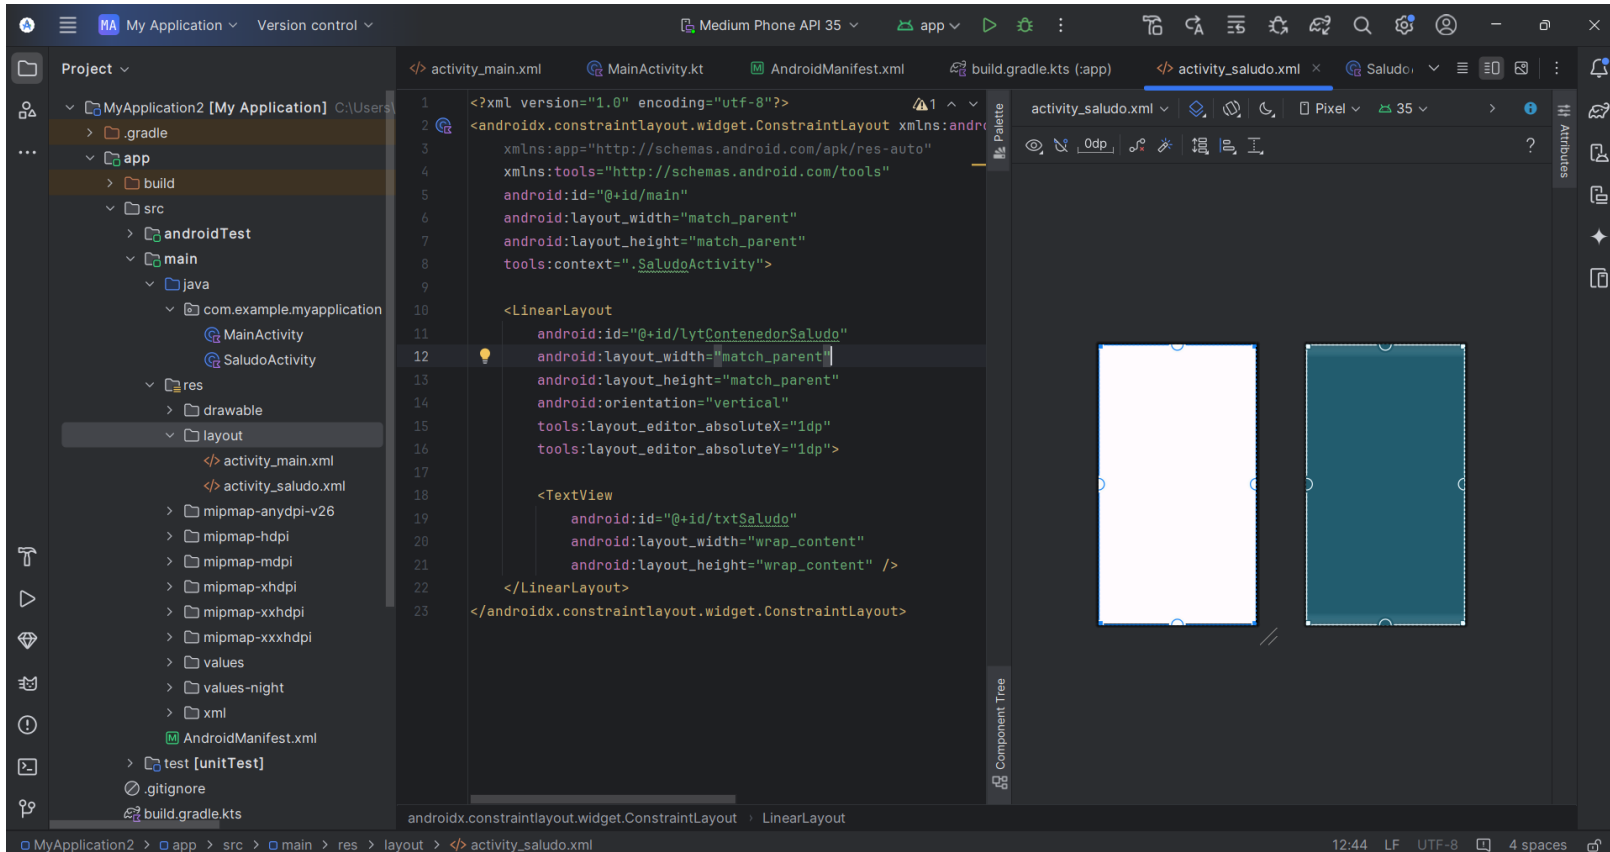 MA My Application Version control Medium Phone API 35 app
Project
activity_main.xml MainActivity.kt AndroidManifest.xml build.gradle.kts (:app) activity_saludo.xml Saludo
MyApplication2 [My Application] C:\Users\
.gradle
app
build
src
androidTest
main
java
com.example.myapplication
MainActivity
SaludoActivity
res
drawable
layout
activity_main.xml
activity_saludo.xml
mipmap-anydpi-v26
mipmap-hdpi
mipmap-mdpi
mipmap-xhdpi
mipmap-xxhdpi
mipmap-xxxhdpi
values
values-night
xml
AndroidManifest.xml
test [unitTest]
.gitignore
build.gradle.kts
1 <?xml version="1.0" encoding="utf-8"?>
2 <androidx.constraintlayout.widget.ConstraintLayout xmlns:andro
3 xmlns:app="http://schemas.android.com/apk/res-auto"
4 xmlns:tools="http://schemas.android.com/tools"
5 android:id="@+id/main"
6 android:layout_width="match_parent"
7 android:layout_height="match_parent"
8 tools:context=".SaludoActivity">
9
10 <LinearLayout
11 android:id="@+id/lytContenedorSaludo"
12 android:layout_width="match_parent"
13 android:layout_height="match_parent"
14 android:orientation="vertical"
15 tools:layout_editor_absoluteX="1dp"
16 tools:layout_editor_absoluteY="1dp">
17
18 <TextView
19 android:id="@+id/txtSaludo"
20 android:layout_width="wrap_content"
21 android:layout_height="wrap_content" />
22 </LinearLayout>
23 </androidx.constraintlayout.widget.ConstraintLayout>
1
Palette
Component Tree
activity_saludo.xml Pixel 35
0dp ?
Attributes
androidx.constraintlayout.widget.ConstraintLayout LinearLayout
MyApplication2 > app > src > main > res > layout > activity_saludo.xml 12:44 LF UTF-8 4 spaces